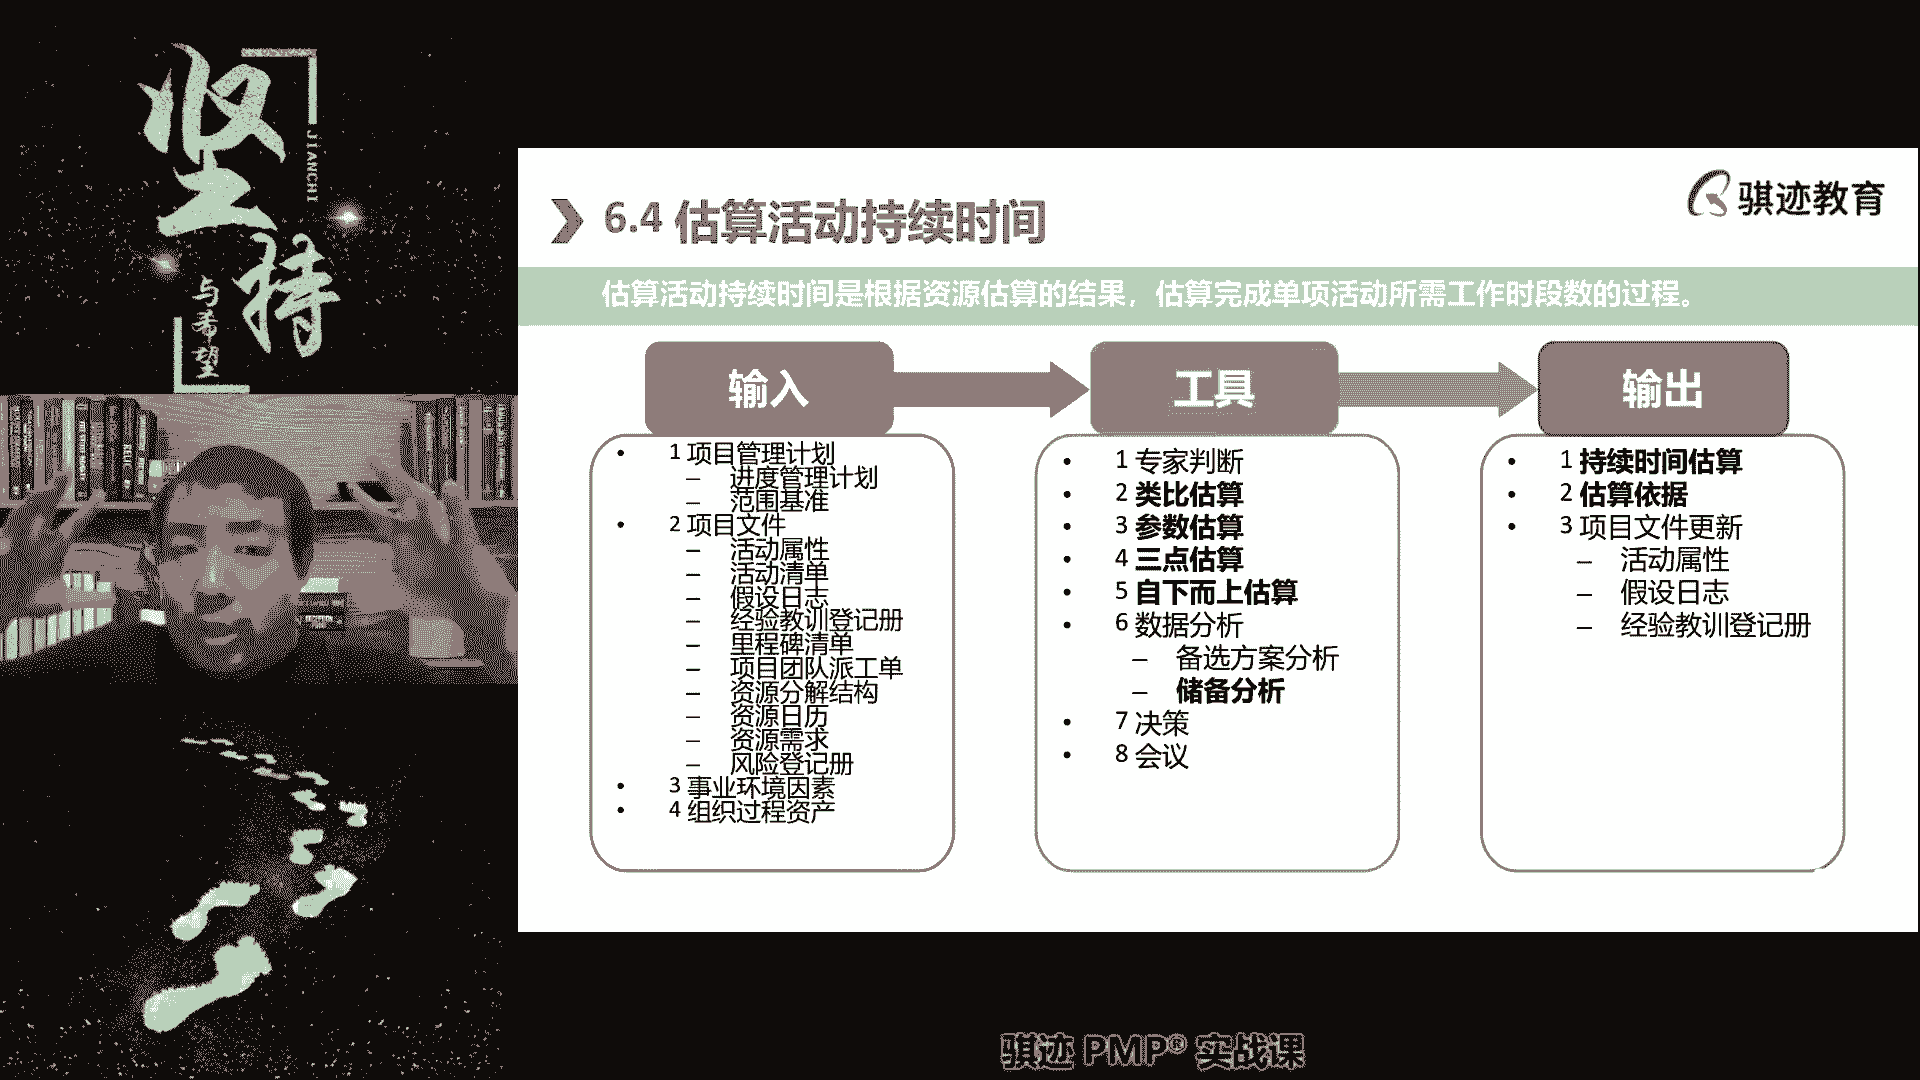 坚持
JIANCHI
与希望
骐迹教育
6.4 估算活动持续时间
估算活动持续时间是根据资源估算的结果，估算完成单项活动所需工作时段数的过程。
输入
• 1 项目管理计划
– 进度管理计划
– 范围基准
• 2 项目文件
– 活动属性
– 活动清单
– 假设日志
– 经验教训登记册
– 里程碑清单
– 项目团队派工单
– 资源分解结构
– 资源日历
– 资源需求
– 风险登记册
• 3 事业环境因素
• 4 组织过程资产
工具
• 1 专家判断
• 2 类比估算
• 3 参数估算
• 4 三点估算
• 5 自下而上估算
• 6 数据分析
– 备选方案分析
– 储备分析
• 7 决策
• 8 会议
输出
• 1 持续时间估算
• 2 估算依据
• 3 项目文件更新
– 活动属性
– 假设日志
– 经验教训登记册
骐迹 PMP® 实战课